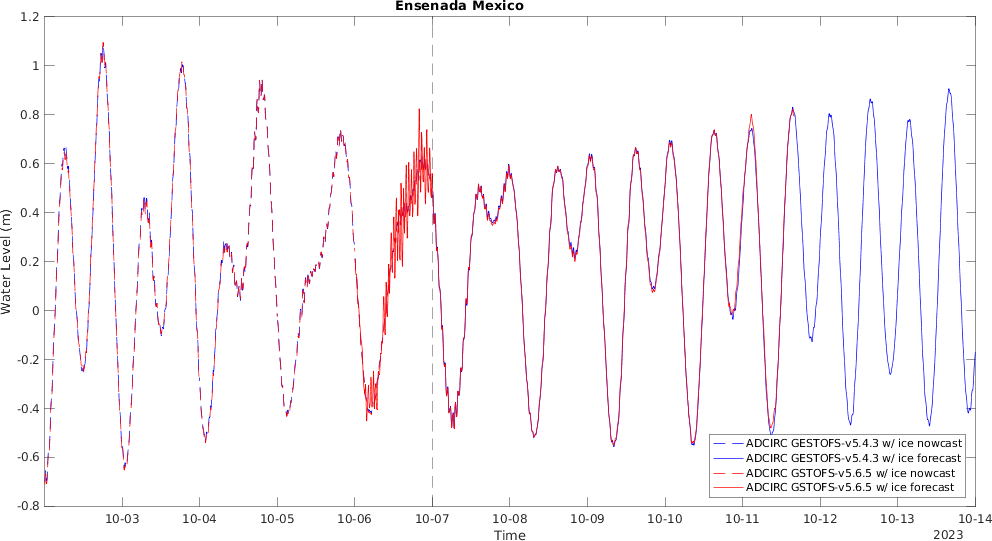 Ensenada Mexico
1.2
1
0.8
0.6
0.4
0.2
0
-0.2
-0.4
-0.6
-0.8
Water Level (m)
ADCIRC GESTOFS-v5.4.3 w/ ice nowcast
ADCIRC GESTOFS-v5.4.3 w/ ice forecast
ADCIRC GSTOFS-v5.6.5 w/ ice nowcast
ADCIRC GSTOFS-v5.6.5 w/ ice forecast
10-03 10-04 10-05 10-06 10-07 10-08 10-09 10-10 10-11 10-12 10-13 10-14
Time
2023